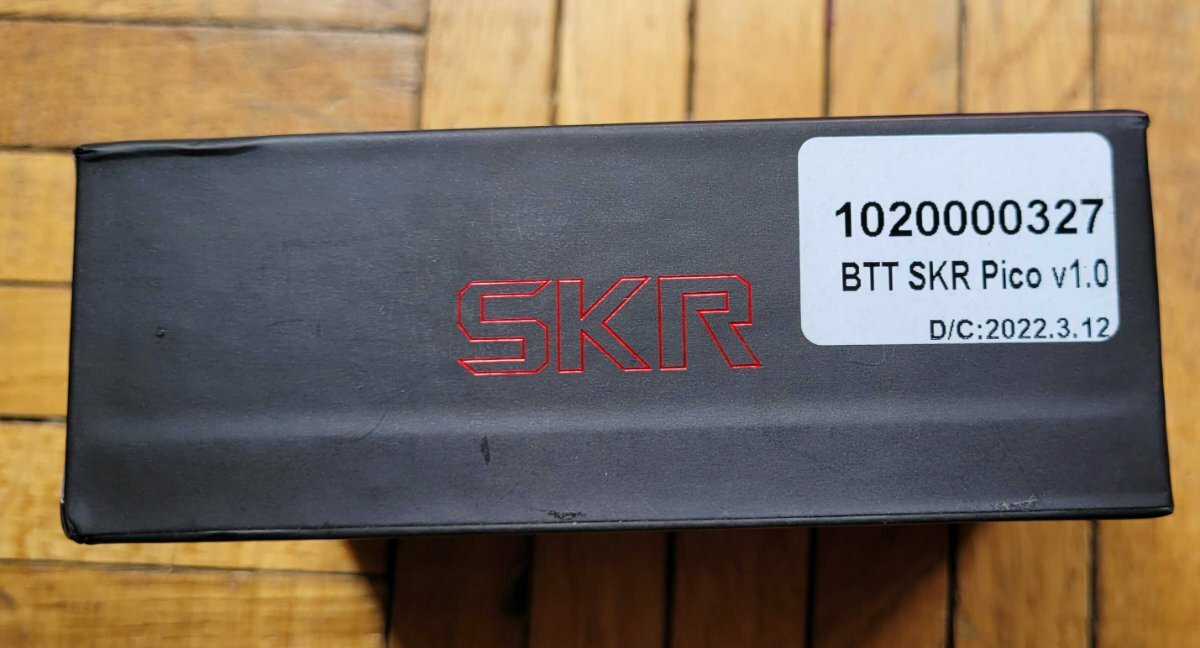 SKR
1020000327
BTT SKR Pico v1.0
D/C:2022.3.12